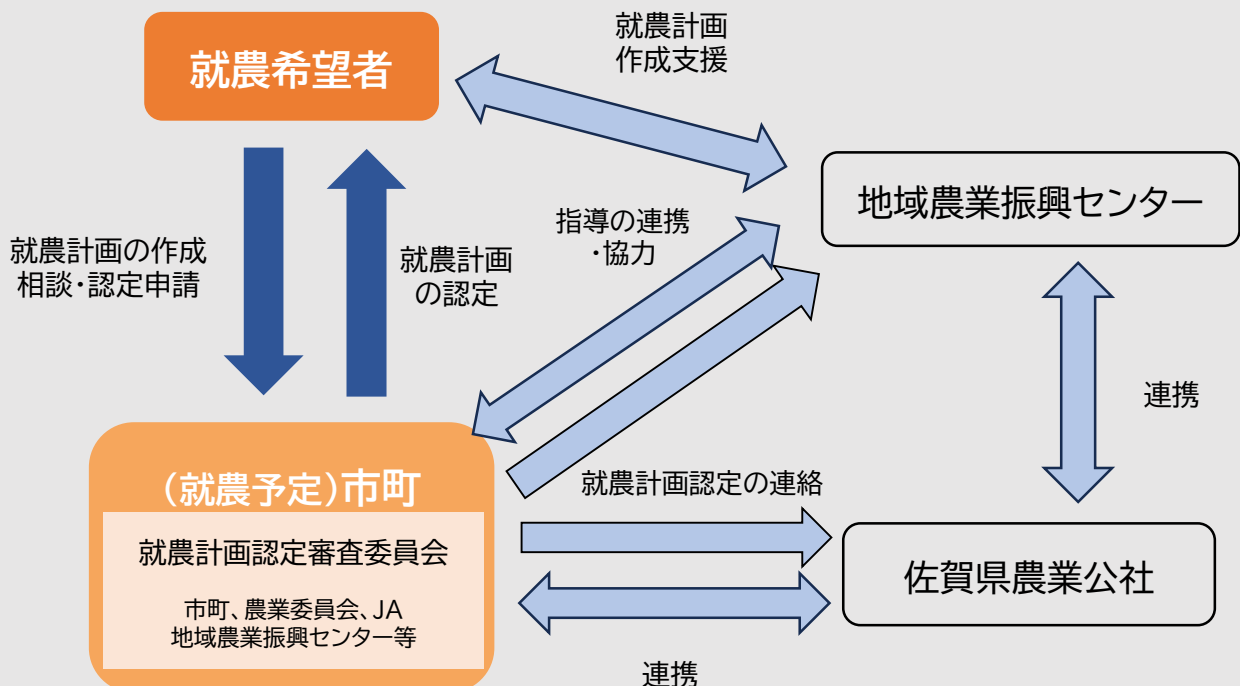 就農計画
作成支援
就農希望者
地域農業振興センター
指導の連携
・協力
就農計画の作成
相談・認定申請
就農計画
の認定
連携
(就農予定)市町
就農計画認定の連絡
就農計画認定審査委員会
佐賀県農業公社
市町、農業委員会、JA
地域農業振興センター等
連携